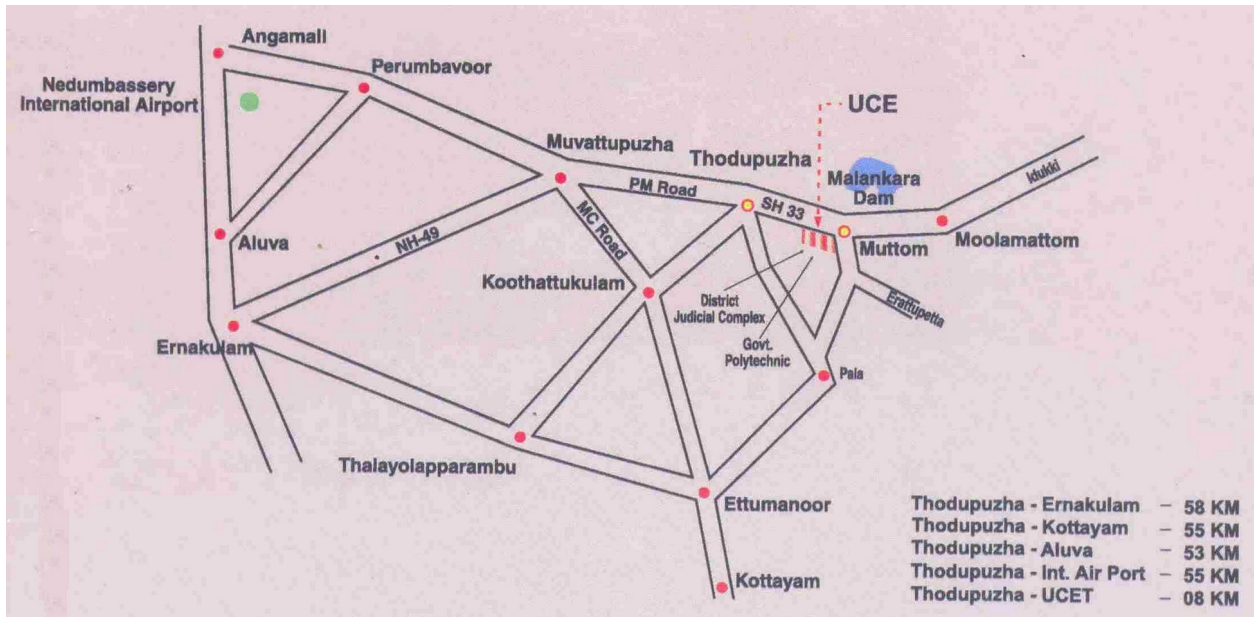 Angamali
Nedumbassery
International Airport
Perumbavoor
UCE
Muvattupuzha
Thodupuzha
Malankara
Dam
Idukki
PM Road
SH 33
MC Road
Aluva
NH-49
Muttom
Moolamattom
Koothattukulam
District
Judicial Complex
Erattupetta
Govt.
Polytechnic
Ernakulam
Pala
Thalayolapparambu
Ettumanoor
Kottayam
Thodupuzha - Ernakulam – 58 KM
Thodupuzha - Kottayam – 55 KM
Thodupuzha - Aluva – 53 KM
Thodupuzha - Int. Air Port – 55 KM
Thodupuzha - UCET – 08 KM